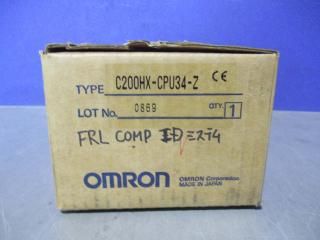 TYPE C200HX-CPU34-Z CE
LOT No. 0869 QTY. 1
FRL COMP
OMRON
OMRON Corporation
MADE IN JAPAN